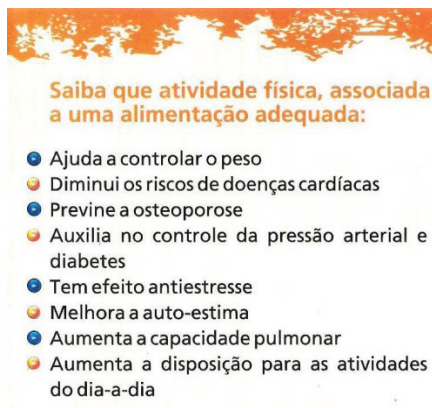 Saiba que atividade física, associada
a uma alimentação adequada:
Ajuda a controlar o peso
Diminui os riscos de doenças cardíacas
Previne a osteoporose
Auxilia no controle da pressão arterial e
diabetes
Tem efeito antiestresse
Melhora a auto-estima
Aumenta a capacidade pulmonar
Aumenta a disposição para as atividades
do dia-a-dia